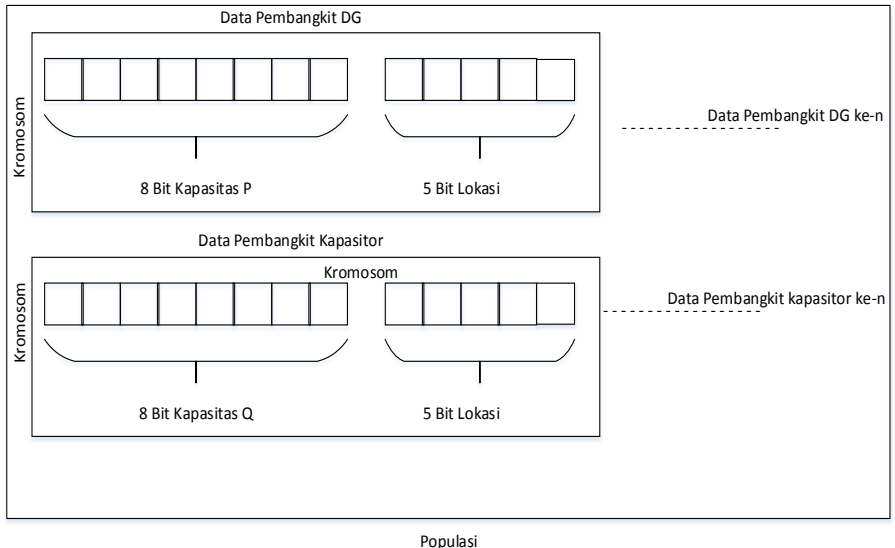 Data Pembangkit DG
Kromosom
Data Pembangkit DG ke-n
8 Bit Kapasitas P
5 Bit Lokasi
Data Pembangkit Kapasitor
Kromosom
Kromosom
Data Pembangkit kapasitor ke-n
8 Bit Kapasitas Q
5 Bit Lokasi
Populasi